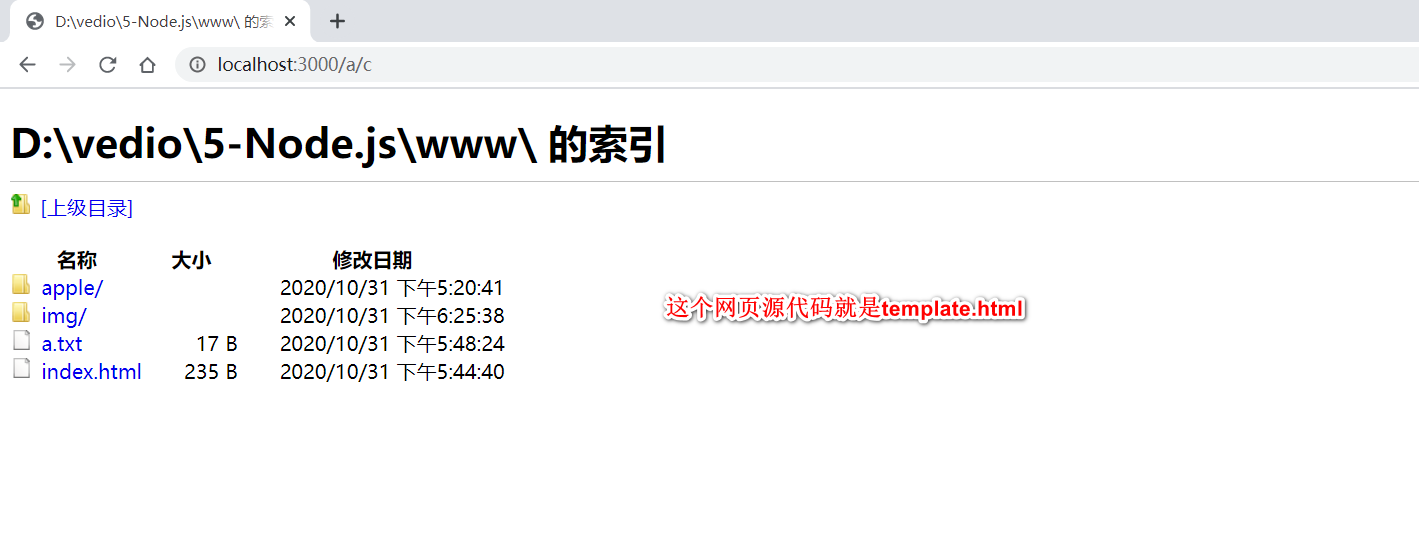 D:\vedio\5-Node.js\www\ 的索
localhost:3000/a/c
D:\vedio\5-Node.js\www\ 的索引
[上级目录]
名称 大小 修改日期
apple/ 2020/10/31 下午5:20:41
img/ 2020/10/31 下午6:25:38
这个网页源代码就是template.html
a.txt 17 B 2020/10/31 下午5:48:24
index.html 235 B 2020/10/31 下午5:44:40